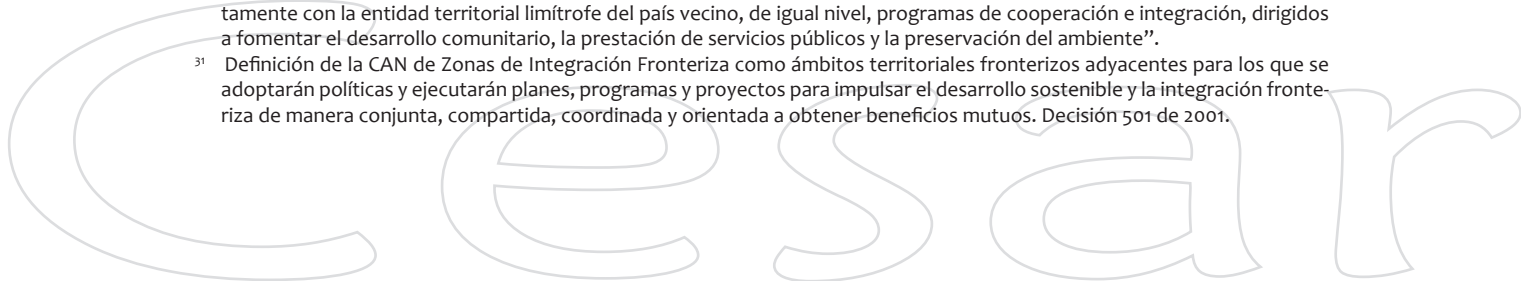 tamente con la entidad territorial limítrofe del país vecino, de igual nivel, programas de cooperación e integración, dirigidos
a fomentar el desarrollo comunitario, la prestación de servicios públicos y la preservación del ambiente”.
31 Definición de la CAN de Zonas de Integración Fronteriza como ámbitos territoriales fronterizos adyacentes para los que se
adoptarán políticas y ejecutarán planes, programas y proyectos para impulsar el desarrollo sostenible y la integración fronte-
riza de manera conjunta, compartida, coordinada y orientada a obtener beneficios mutuos. Decisión 501 de 2001.
Cesar